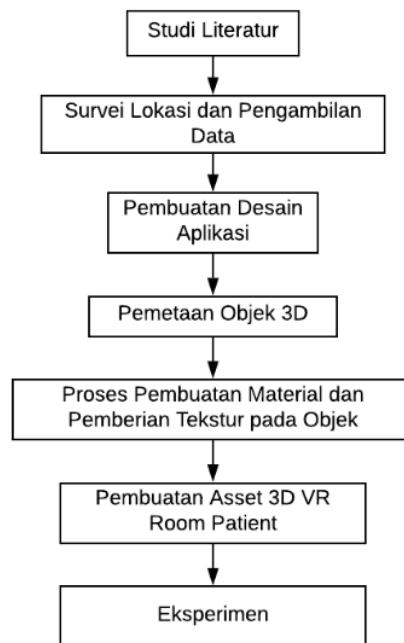 Studi Literatur
Survei Lokasi dan Pengambilan
Data
Pembuatan Desain
Aplikasi
Pemetaan Objek 3D
Proses Pembuatan Material dan
Pemberian Tekstur pada Objek
Pembuatan Asset 3D VR
Room Patient
Eksperimen